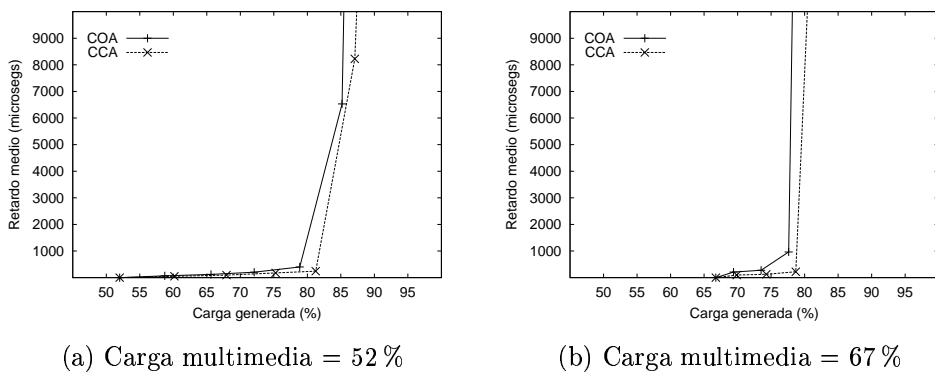 9000
8000
7000
6000
5000
4000
3000
2000
1000
Retardo medio (microsegs)
COA
CCA
50 55 60 65 70 75 80 85 90 95
Carga generada (%)
(a) Carga multimedia = 52 %
9000
8000
7000
6000
5000
4000
3000
2000
1000
Retardo medio (microsegs)
COA
CCA
50 55 60 65 70 75 80 85 90 95
Carga generada (%)
(b) Carga multimedia = 67 %